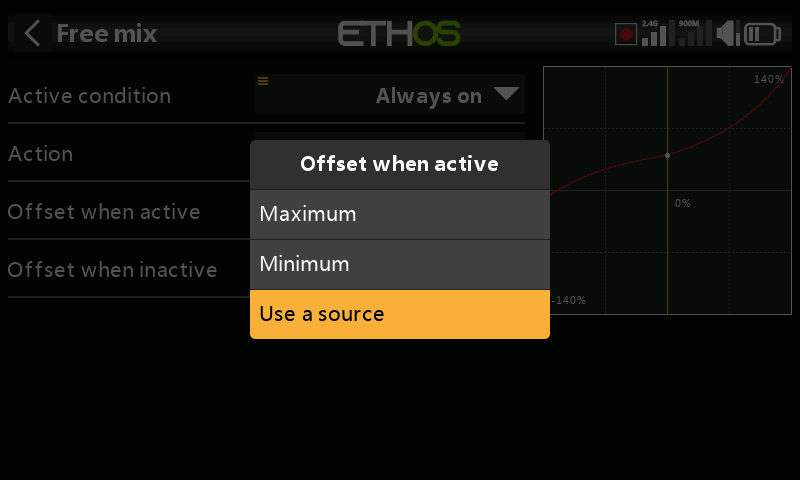 Free mix
ETHOS
2.4G
900M
Active condition
Always on
140%
Action
Offset when active
Maximum
Offset when active
0%
Minimum
Offset when inactive
Use a source
-140%